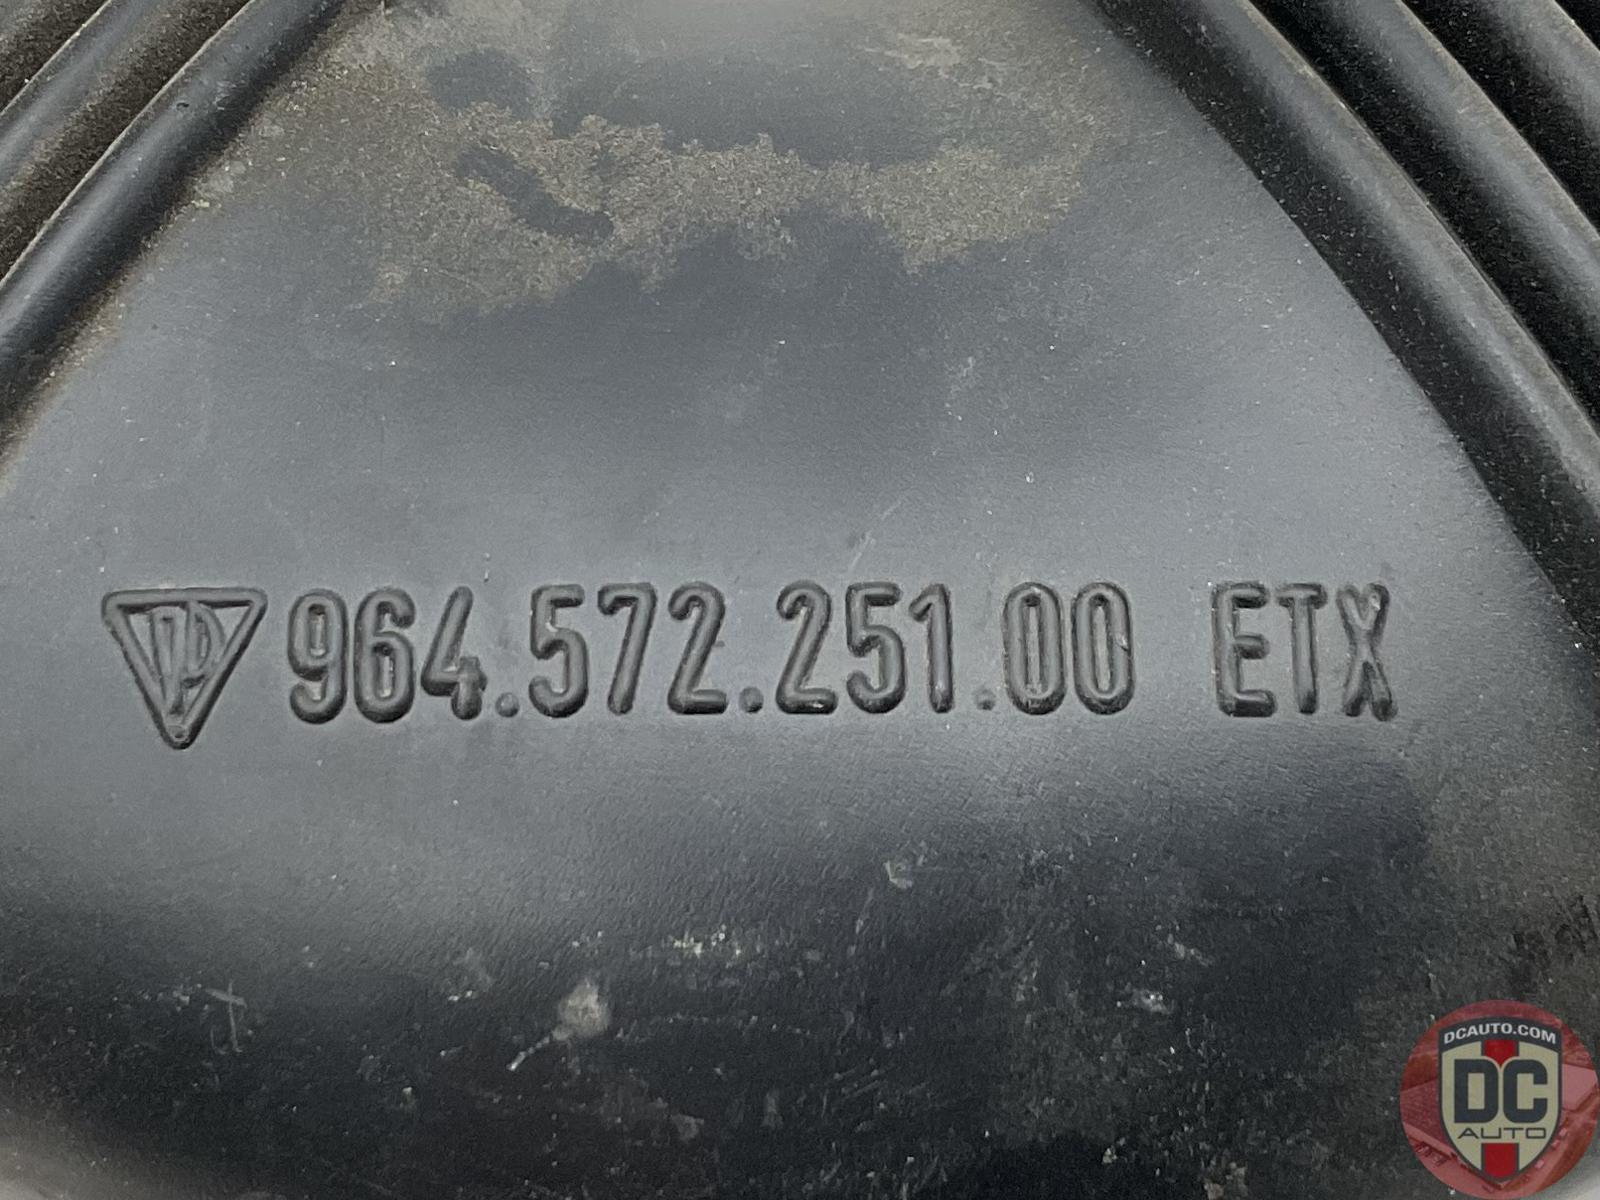 964.572.251.00 ETX
DCAUTO.COM
DC
AUTO